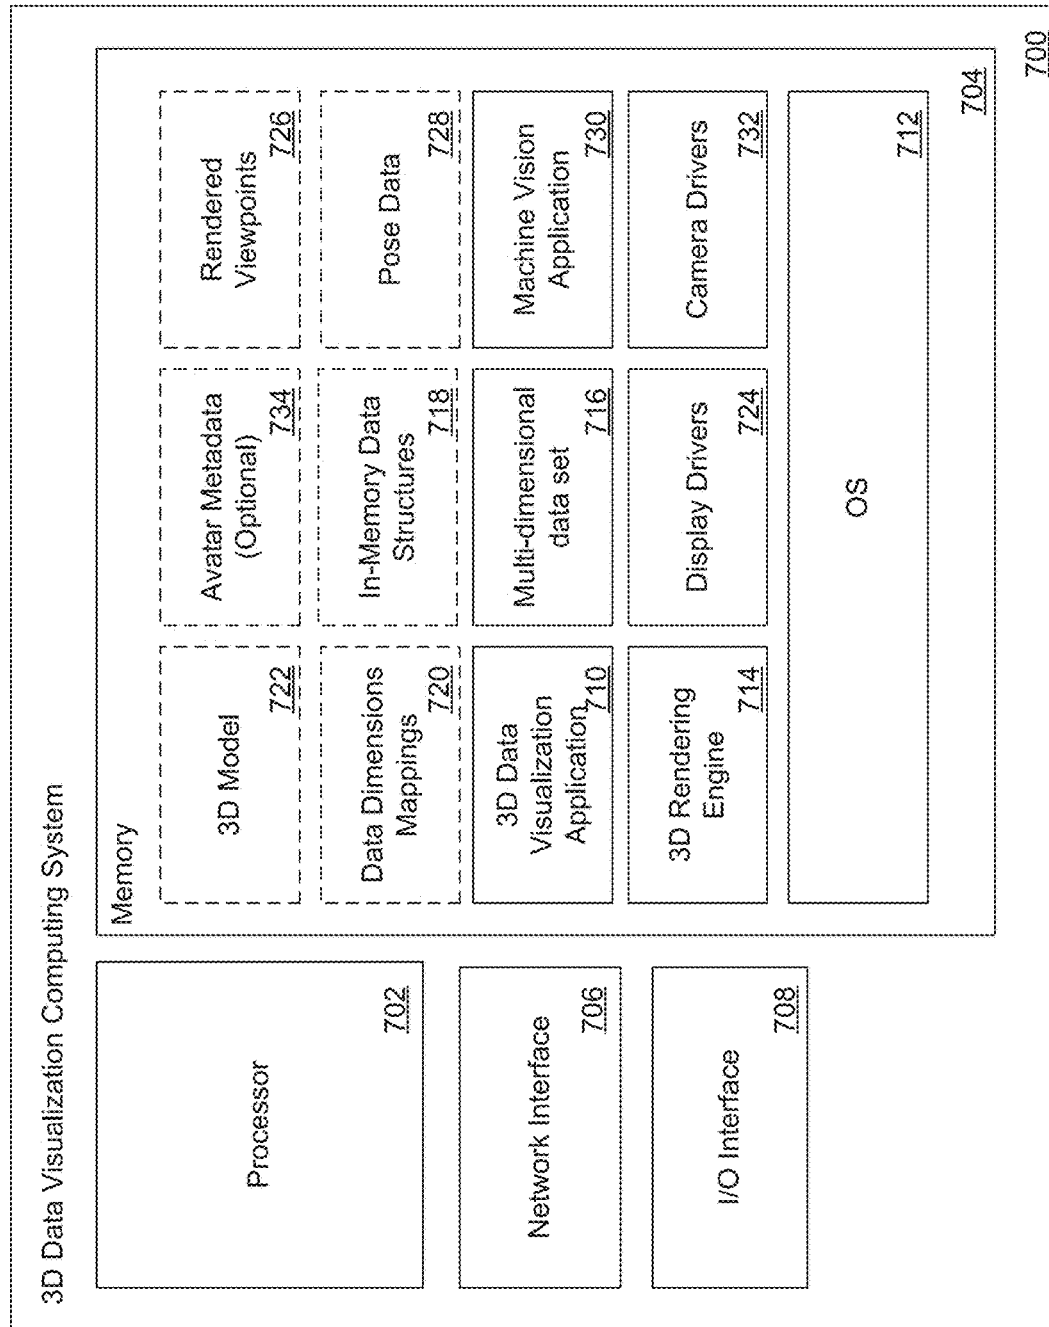 3D Data Visualization Computing System
Processor
702
Network Interface
706
I/O Interface
708
Memory
3D Model
722
Avatar Metadata
(Optional)
734
Rendered
Viewpoints
726
Data Dimensions
Mappings
720
In-Memory Data
Structures
718
Pose Data
728
3D Data
Visualization
Application
710
Multi-dimensional
data set
716
Machine Vision
Application
730
3D Rendering
Engine
714
Display Drivers
724
Camera Drivers
732
OS
712
704
700